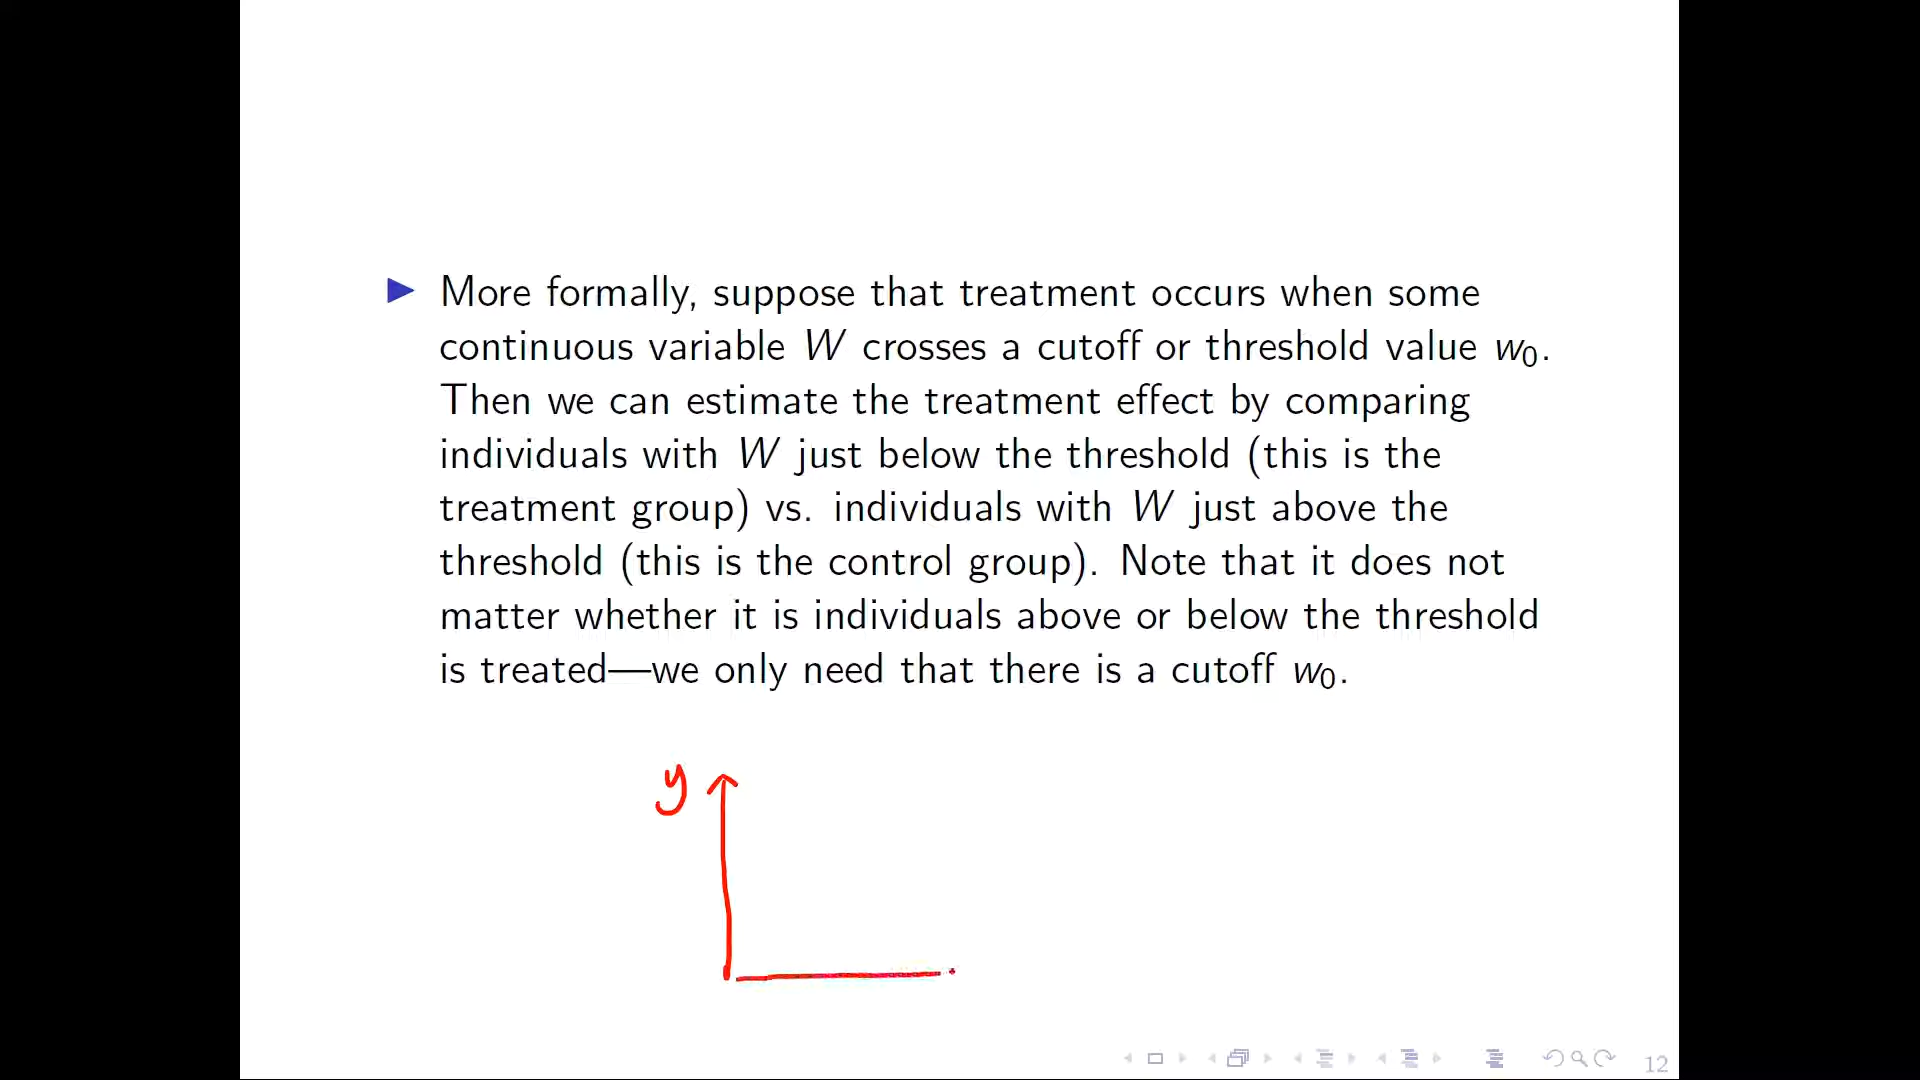 More formally, suppose that treatment occurs when some
continuous variable W crosses a cutoff or threshold value w₀.
Then we can estimate the treatment effect by comparing
individuals with W just below the threshold (this is the
treatment group) vs. individuals with W just above the
threshold (this is the control group). Note that it does not
matter whether it is individuals above or below the threshold
is treated—we only need that there is a cutoff w₀.
y
12